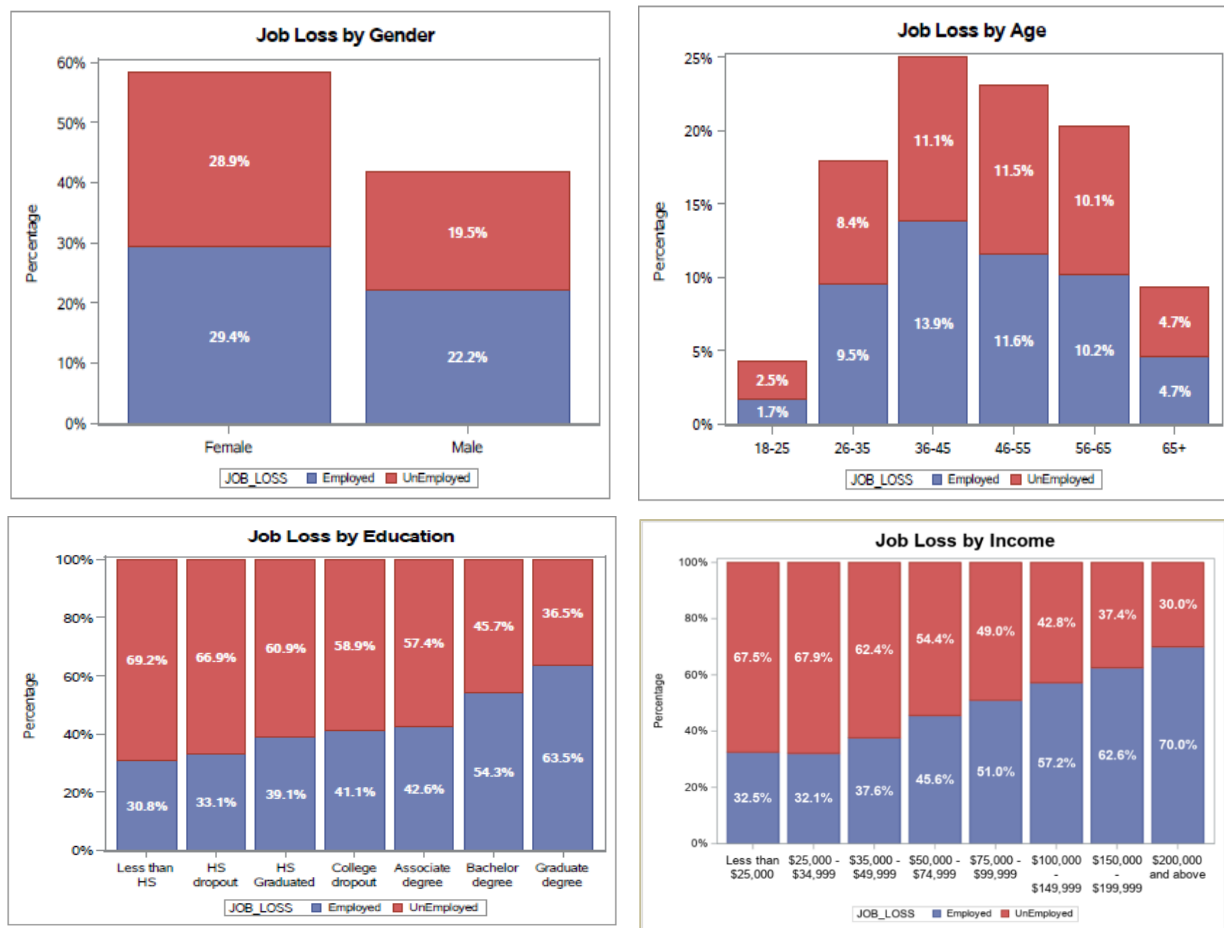 Job Loss by Gender
60%
50%
40%
30%
20%
10%
0%
Percentage
28.9%
29.4%
19.5%
22.2%
Female Male
JOB_LOSS Employed UnEmployed
Job Loss by Age
25%
20%
15%
10%
5%
0%
Percentage
2.5%
1.7%
8.4%
9.5%
11.1%
13.9%
11.5%
11.6%
10.1%
10.2%
4.7%
4.7%
18-25 26-35 36-45 46-55 56-65 65+
JOB_LOSS Employed UnEmployed
Job Loss by Education
100%
80%
60%
40%
20%
0%
Percentage
69.2% 66.9% 60.9% 58.9% 57.4% 45.7% 36.5%
30.8% 33.1% 39.1% 41.1% 42.6% 54.3% 63.5%
Less than HS HS College Associate Bachelor Graduate
HS dropout Graduated dropout degree degree degree
JOB_LOSS Employed UnEmployed
Job Loss by Income
100%
80%
60%
40%
20%
0%
Percentage
67.5% 67.9% 62.4% 54.4% 49.0% 42.8% 37.4% 30.0%
32.5% 32.1% 37.6% 45.6% 51.0% 57.2% 62.6% 70.0%
Less than $25,000 - $35,000 - $50,000 - $75,000 - $100,000 $150,000 $200,000
$25,000 $34,999 $49,999 $74,999 $99,999 - - and above
$149,999 $199,999
JOB_LOSS Employed UnEmployed